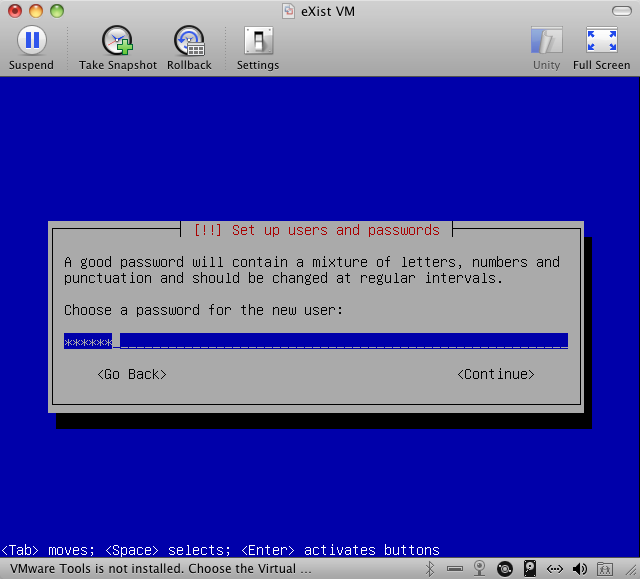 eXist VM
Suspend Take Snapshot Rollback Settings Unity Full Screen
[!!] Set up users and passwords
A good password will contain a mixture of letters, numbers and
punctuation and should be changed at regular intervals.
Choose a password for the new user:
******_
<Go Back> <Continue>
<Tab> moves; <Space> selects; <Enter> activates buttons
VMware Tools is not installed. Choose the Virtual ...